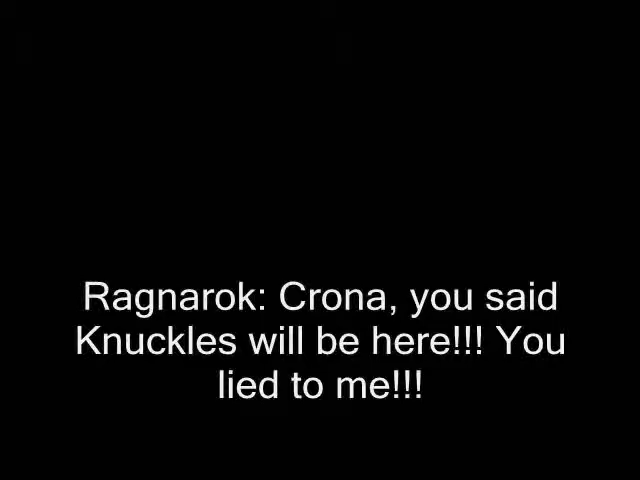 Ragnarok: Crona, you said
Knuckles will be here!!! You
lied to me!!!